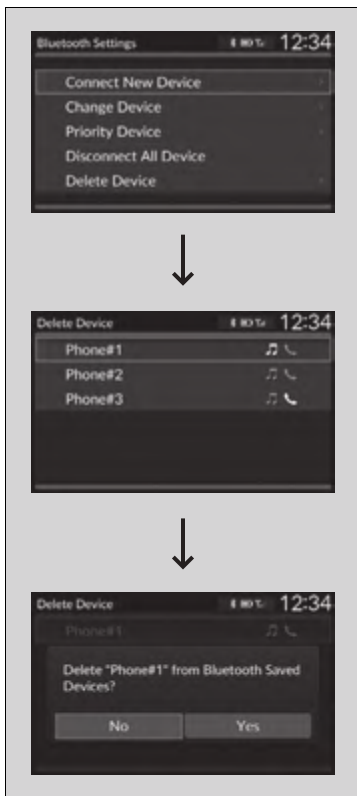 Bluetooth Settings 12:34
Connect New Device
Change Device
Priority Device
Disconnect All Device
Delete Device
Delete Device 12:34
Phone#1
Phone#2
Phone#3
Delete Device 12:34
Phone#1
Delete "Phone#1" from Bluetooth Saved
Devices?
No Yes